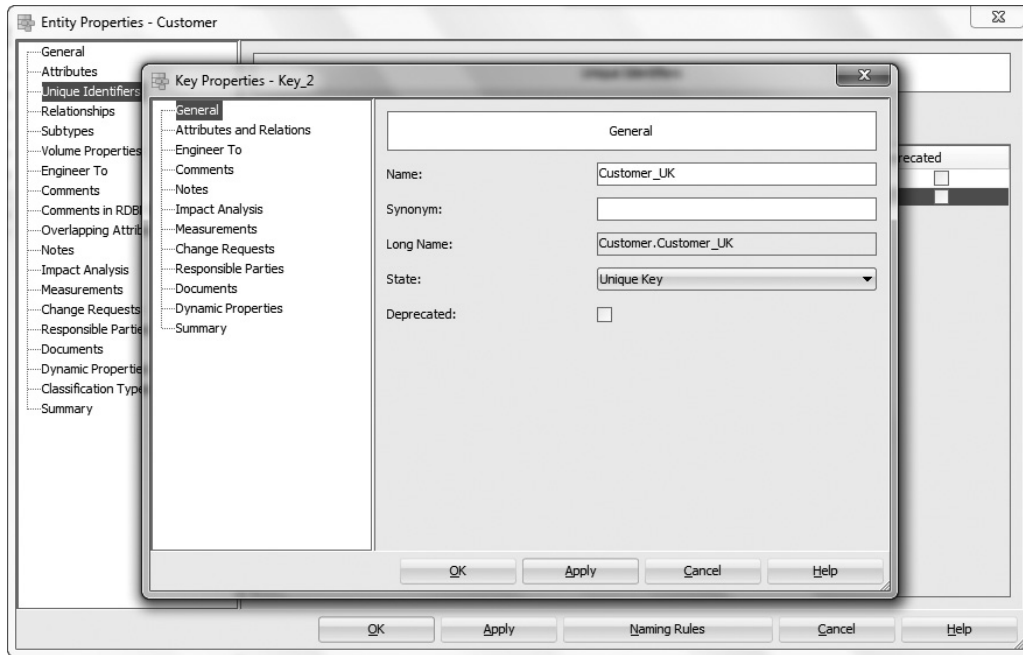 Entity Properties - Customer
General
Attributes
Unique Identifiers
Relationships
Subtypes
Volume Properties
Engineer To
Comments
Comments in RDB
Overlapping Attrib
Notes
Impact Analysis
Measurements
Change Requests
Responsible Partie
Documents
Dynamic Propertie
Classification Type
Summary
Unique Identifiers
recated
Key Properties - Key_2
General
Attributes and Relations
Engineer To
Comments
Notes
Impact Analysis
Measurements
Change Requests
Responsible Parties
Documents
Dynamic Properties
Summary
General
Name: Customer_UK
Synonym:
Long Name: Customer.Customer_UK
State: Unique Key
Deprecated:
OK Apply Cancel Help
OK Apply Naming Rules Cancel Help